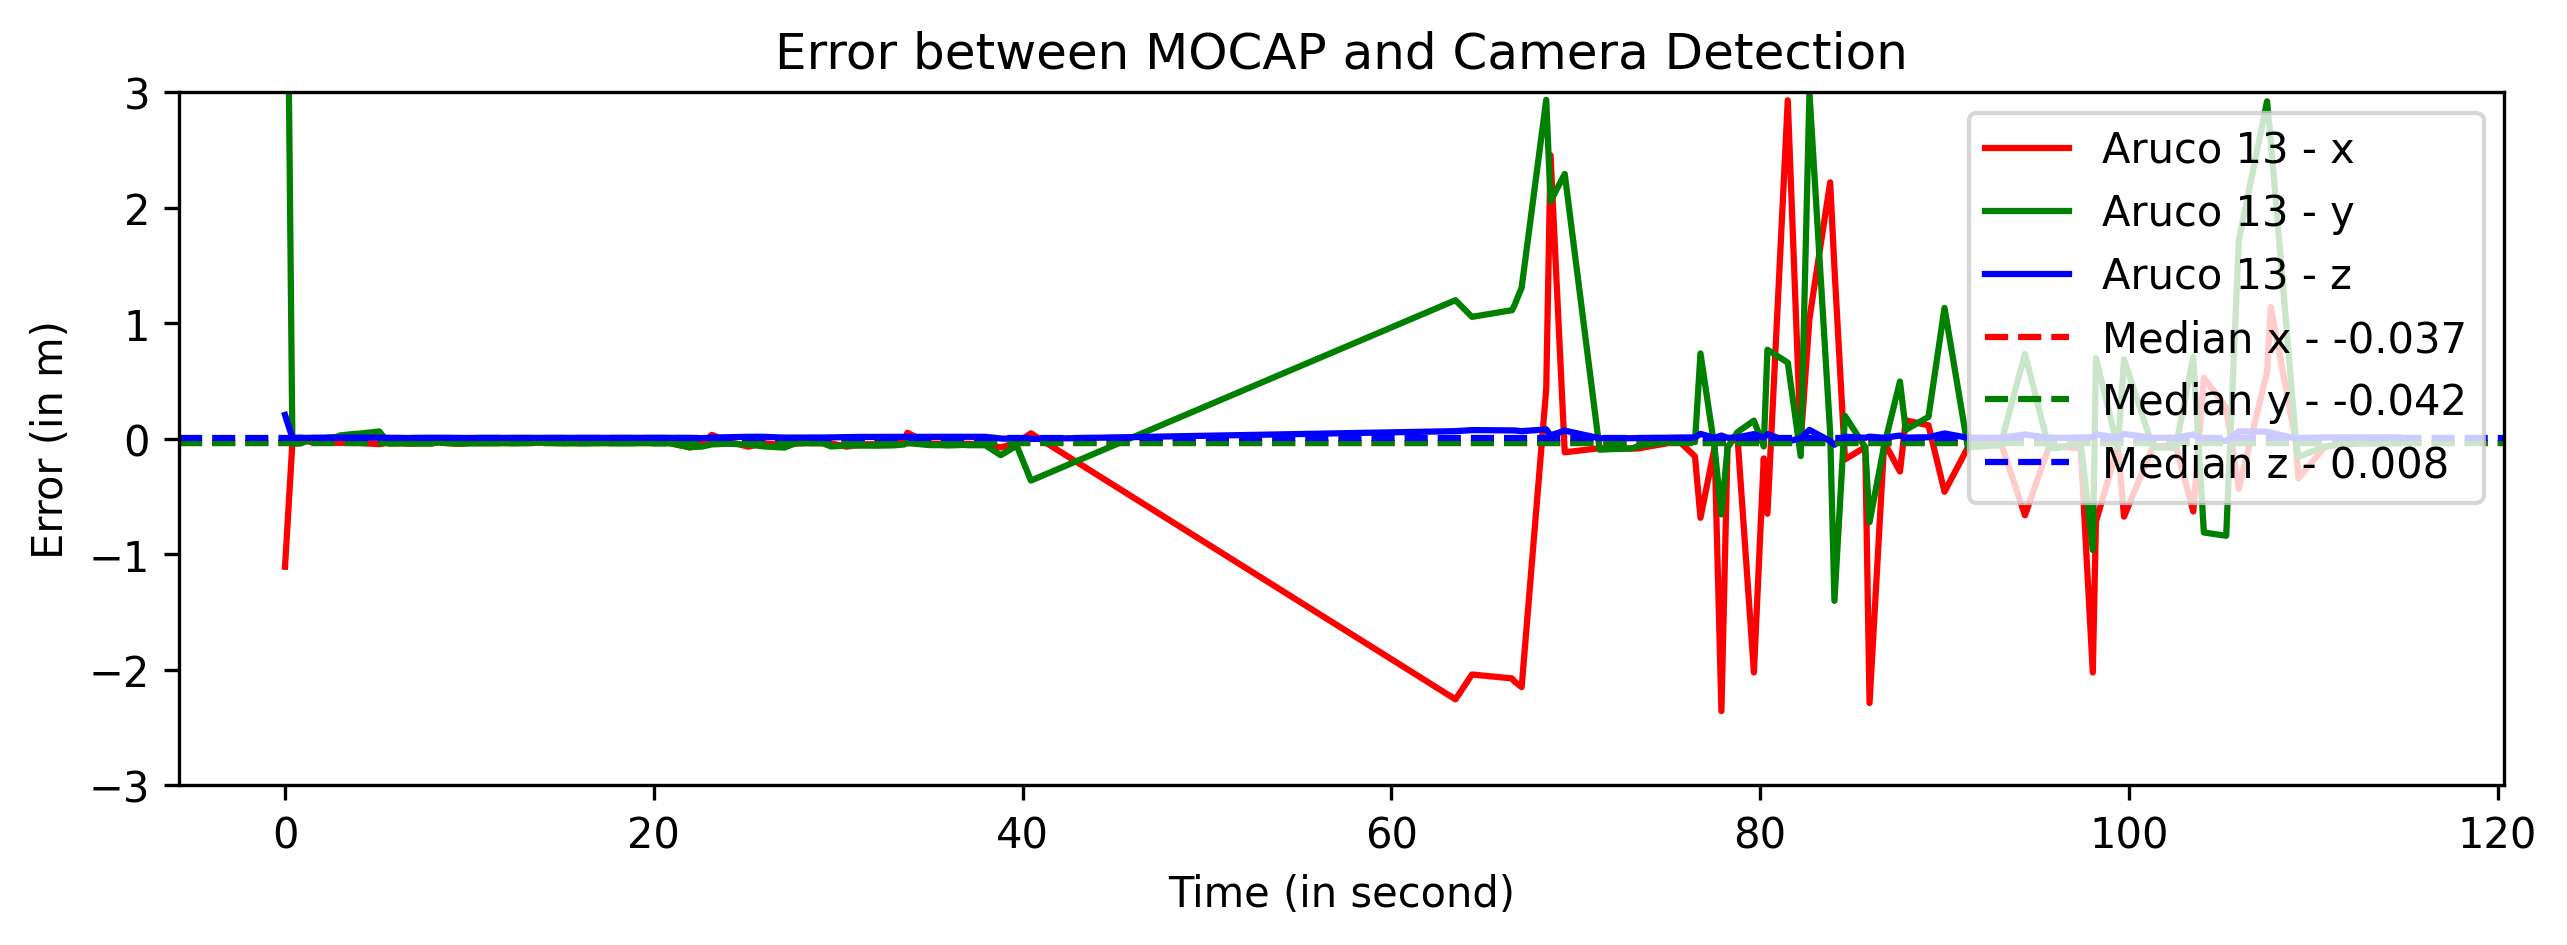 Error between MOCAP and Camera Detection
3
2
1
0
−1
−2
−3
Error (in m)
Aruco 13 - x
Aruco 13 - y
Aruco 13 - z
Median x - -0.037
Median y - -0.042
Median z - 0.008
0 20 40 60 80 100 120
Time (in second)